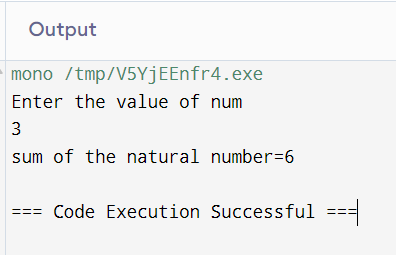 Output
mono /tmp/V5YjEEnfr4.exe
Enter the value of num
3
sum of the natural number=6
=== Code Execution Successful ===